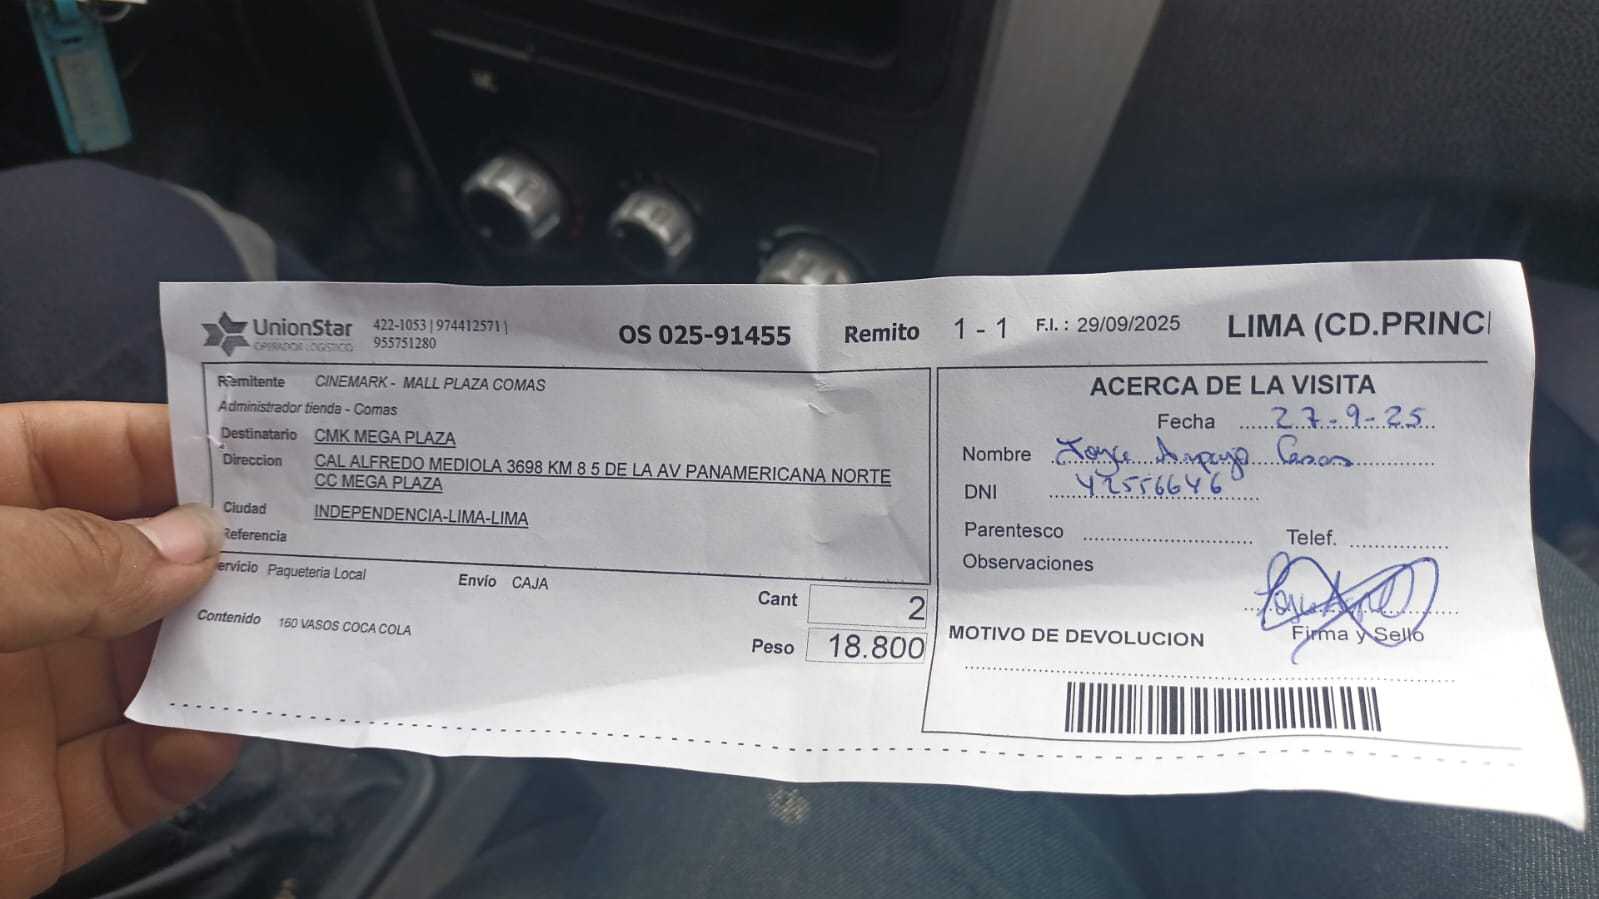 UnionStar
OPERADOR LOGISTICO
422-1053 | 974412571 |
955751280
OS 025-91455
Remito 1 - 1
F.I. : 29/09/2025
LIMA (CD.PRINCI
Remitente CINEMARK - MALL PLAZA COMAS
Administrador tienda - Comas
Destinatario CMK MEGA PLAZA
Direccion CAL ALFREDO MEDIOLA 3698 KM 8 5 DE LA AV PANAMERICANA NORTE
CC MEGA PLAZA
Ciudad INDEPENDENCIA-LIMA-LIMA
Referencia
ervicio Paqueteria Local
Envío CAJA
Cant 2
Contenido 160 VASOS COCA COLA
Peso 18.800
ACERCA DE LA VISITA
Fecha 27-9-25
Nombre Joyce Casas
DNI 42556646
Parentesco
Telef.
Observaciones
Firma y Sello
MOTIVO DE DEVOLUCION